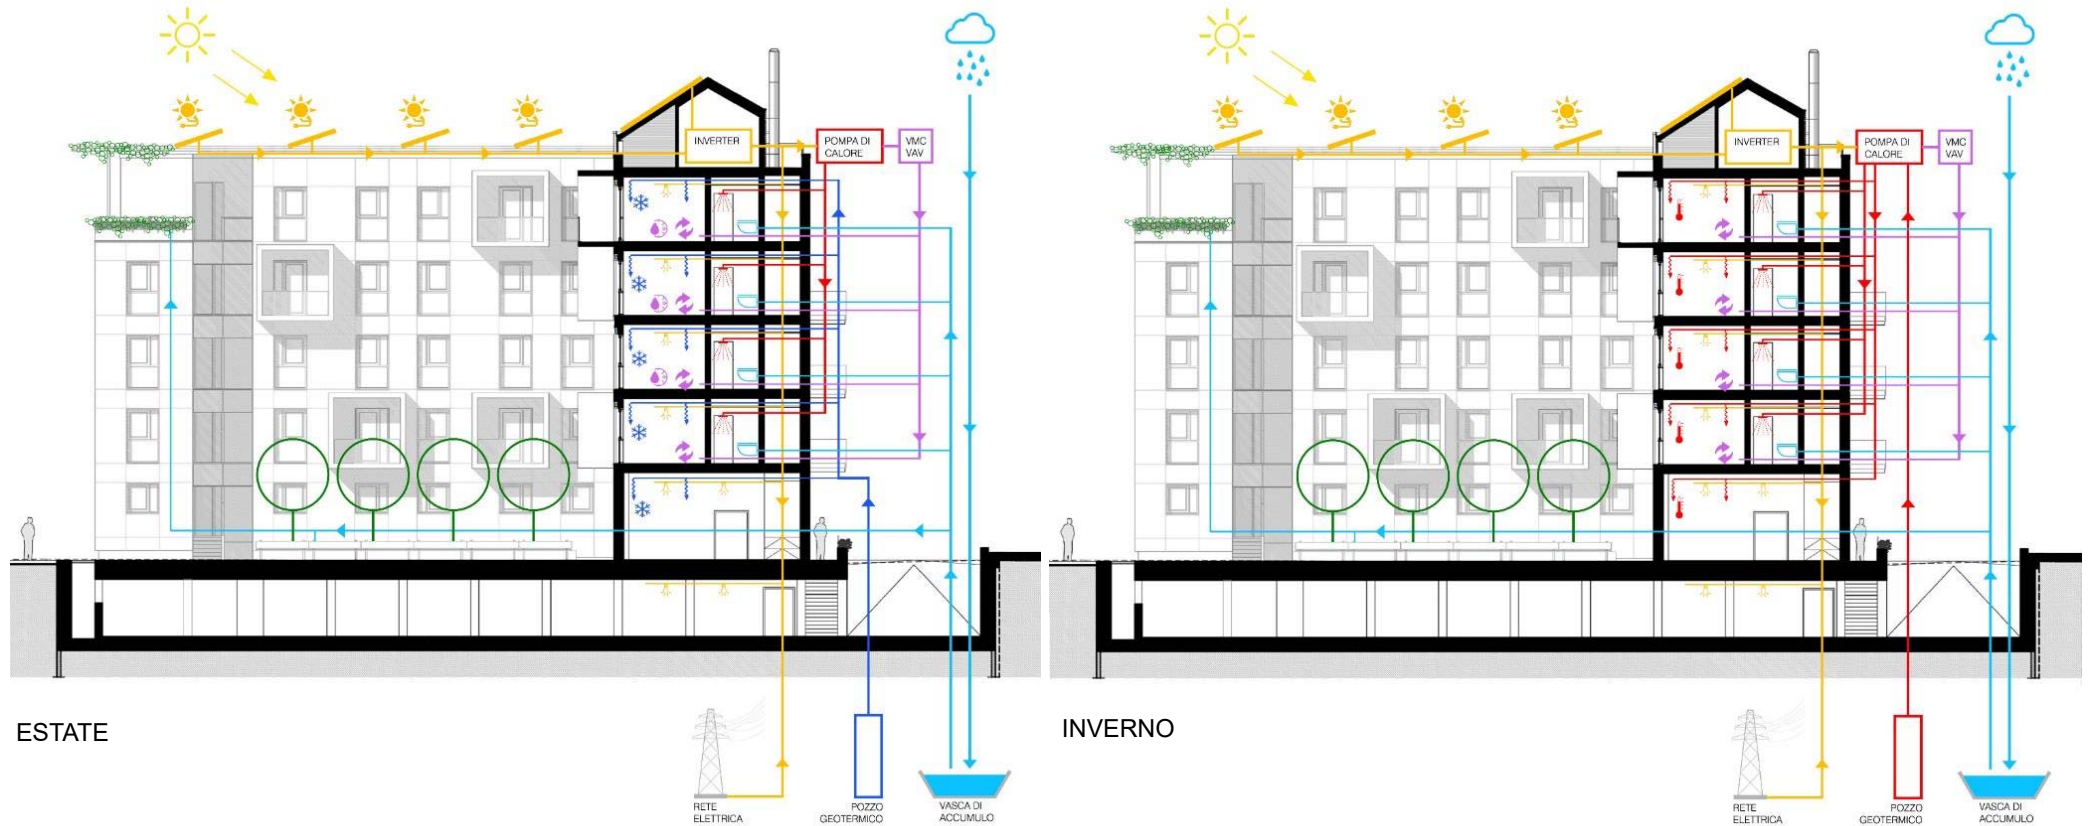 INVERTER
POMPA DI
CALORE
VMC
VAV
ESTATE
RETE
ELETTRICA
POZZO
GEOTERMICO
VASCA DI
ACCUMULO
INVERTER
POMPA DI
CALORE
VMC
VAV
INVERNO
RETE
ELETTRICA
POZZO
GEOTERMICO
VASCA DI
ACCUMULO